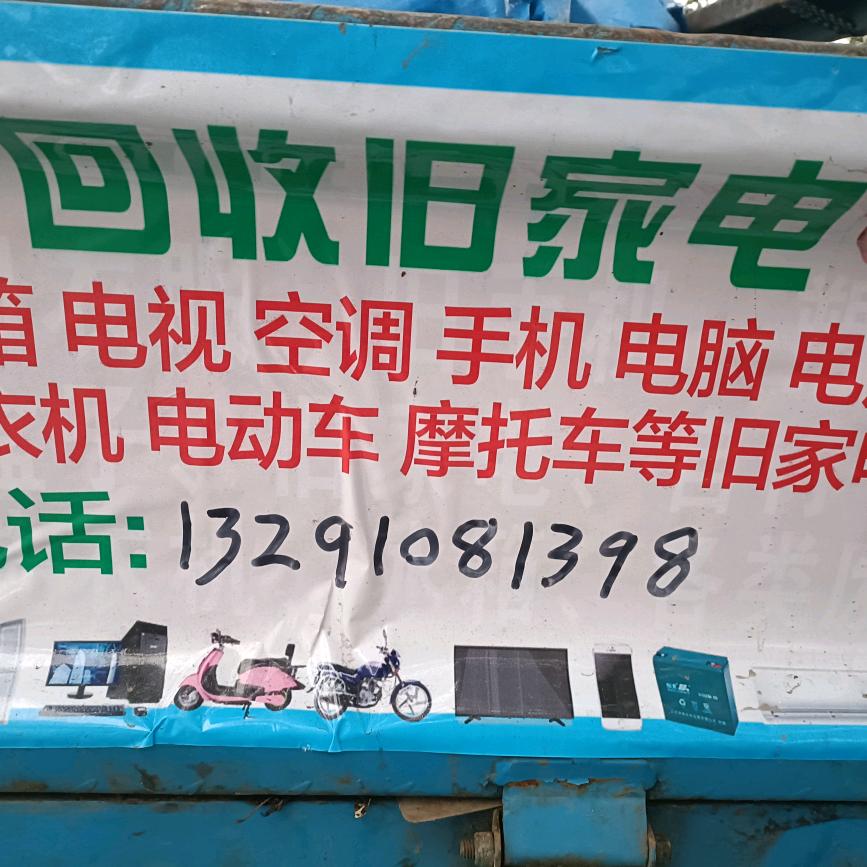 回收旧家电
箱 电视 空调 手机 电脑 电
衣机 电动车 摩托车等旧家电
话:13291081398